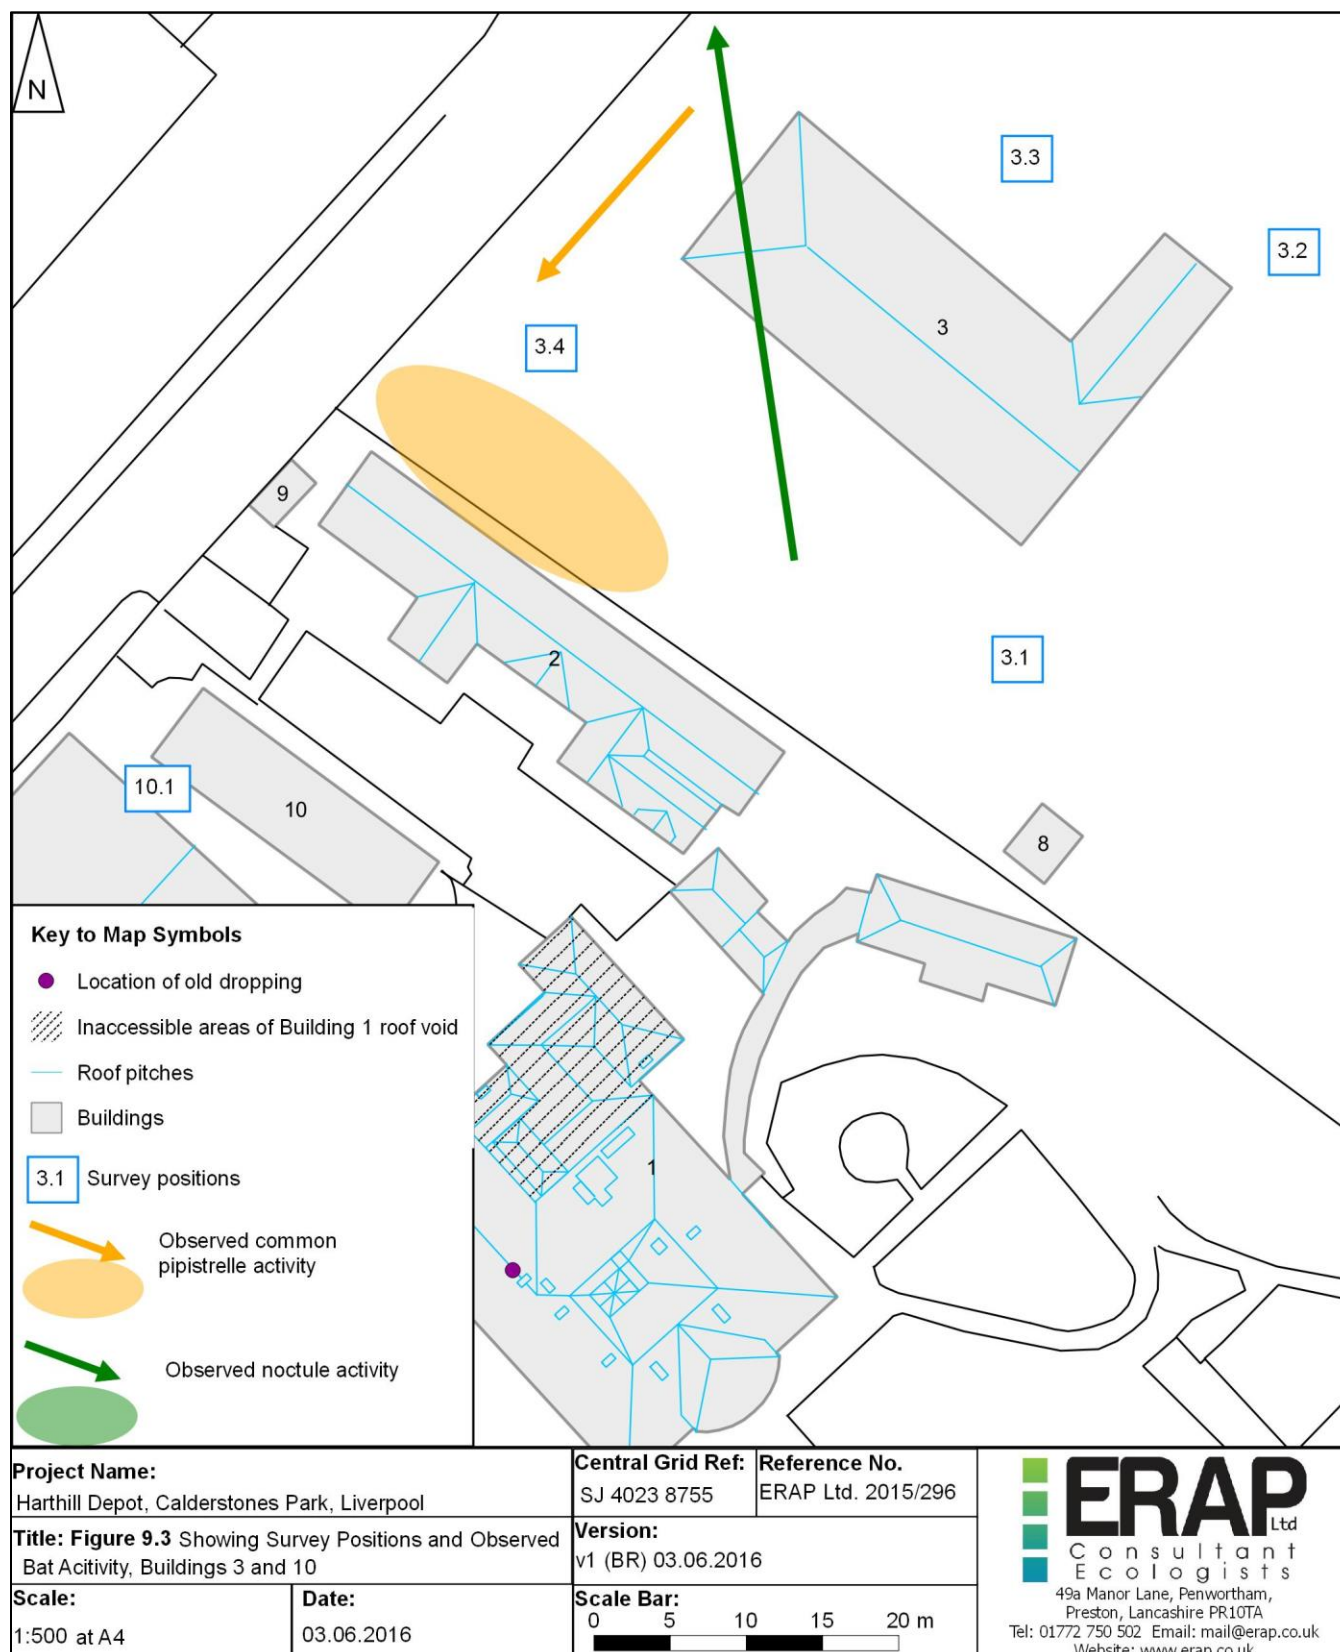 N
3.3
3.2
3
3.4
9
2
3.1
10.1
10
8
1
Key to Map Symbols
Location of old dropping
Inaccessible areas of Building 1 roof void
Roof pitches
Buildings
3.1 Survey positions
Observed common
pipistrelle activity
Observed noctule activity
Project Name:
Harthill Depot, Calderstones Park, Liverpool
Title: Figure 9.3 Showing Survey Positions and Observed
Bat Acitivity, Buildings 3 and 10
Scale:
1:500 at A4
Date:
03.06.2016
Central Grid Ref:
SJ 4023 8755
Reference No.
ERAP Ltd. 2015/296
Version:
v1 (BR) 03.06.2016
Scale Bar:
0 5 10 15 20 m
ERAP Ltd
Consultant
Ecologists
49a Manor Lane, Penwortham,
Preston, Lancashire PR10TA
Tel: 01772 750 502 Email: mail@erap.co.uk
Website: www.erap.co.uk